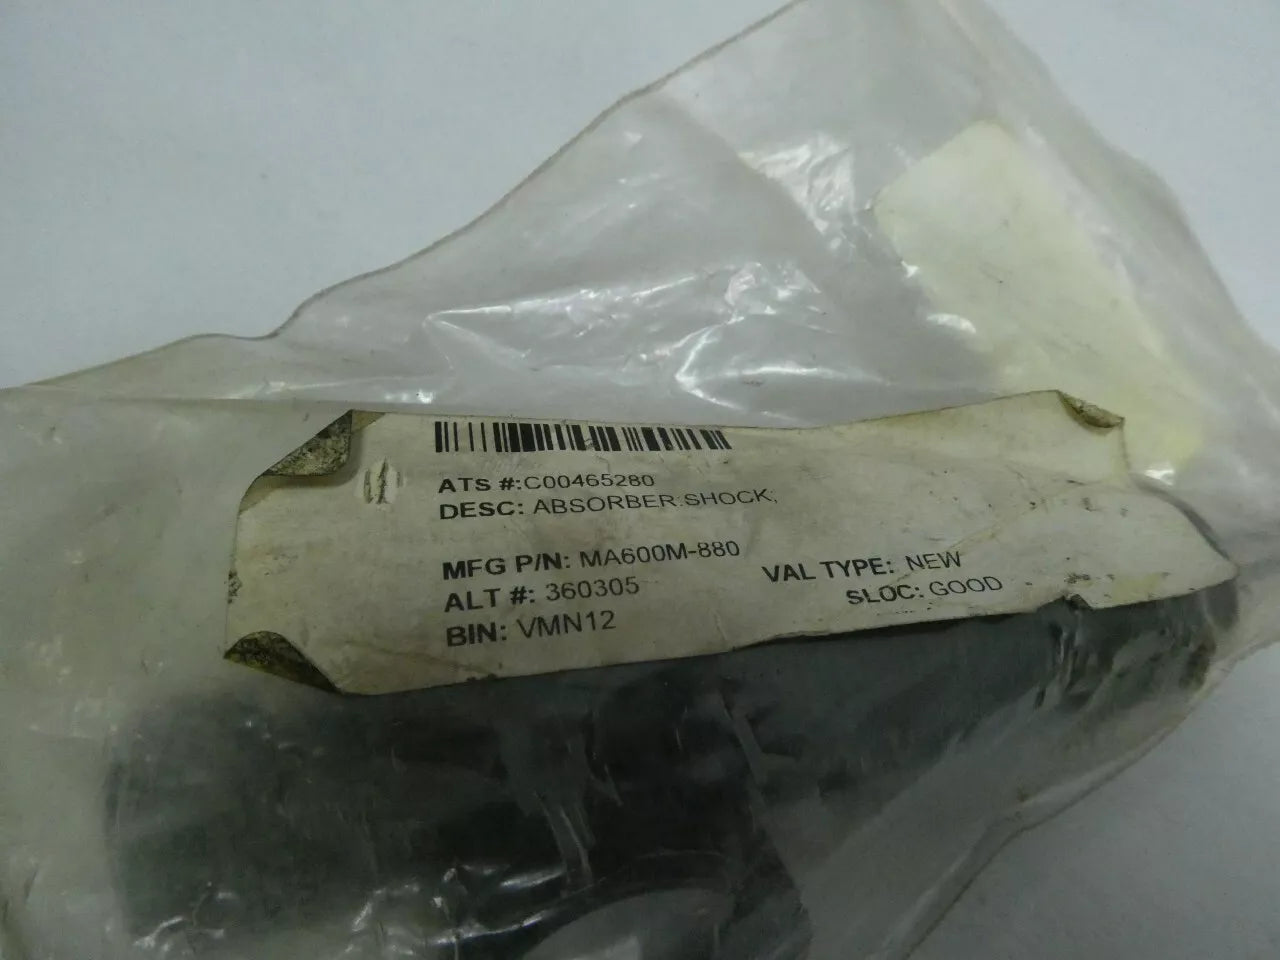 ATS #:C00465280
DESC: ABSORBER:SHOCK;
MFG P/N: MA600M-880
ALT #: 360305
VAL TYPE: NEW
BIN: VMN12
SLOC: GOOD